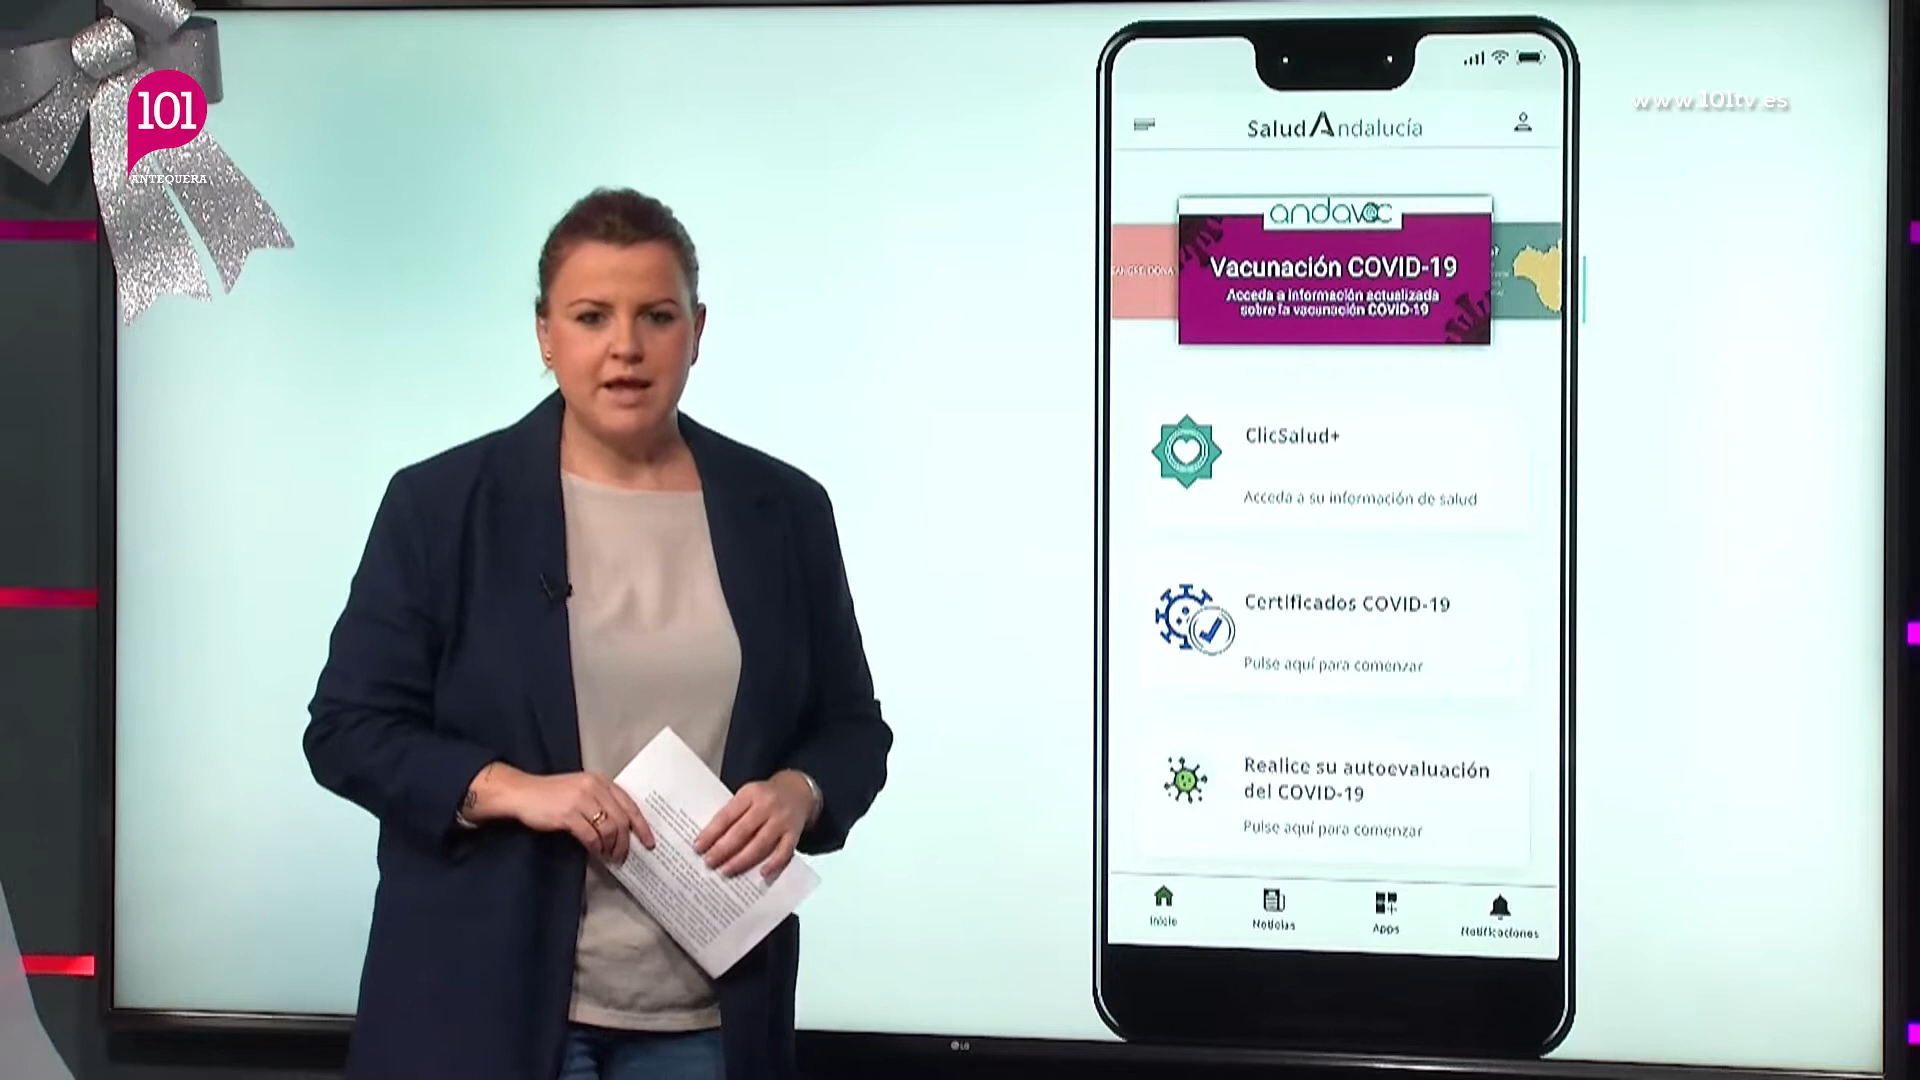 101
ANTEQUERA
www.101tv.es
Salud Andalucía
andavac
Vacunación COVID-19
Acceda a información actualizada
sobre la vacunación COVID-19
ClicSalud+
Acceda a su información de salud
Certificados COVID-19
Pulse aquí para comenzar
Realice su autoevaluación
del COVID-19
Pulse aquí para comenzar
Inicio
Noticias
Apps
Notificaciones
LG